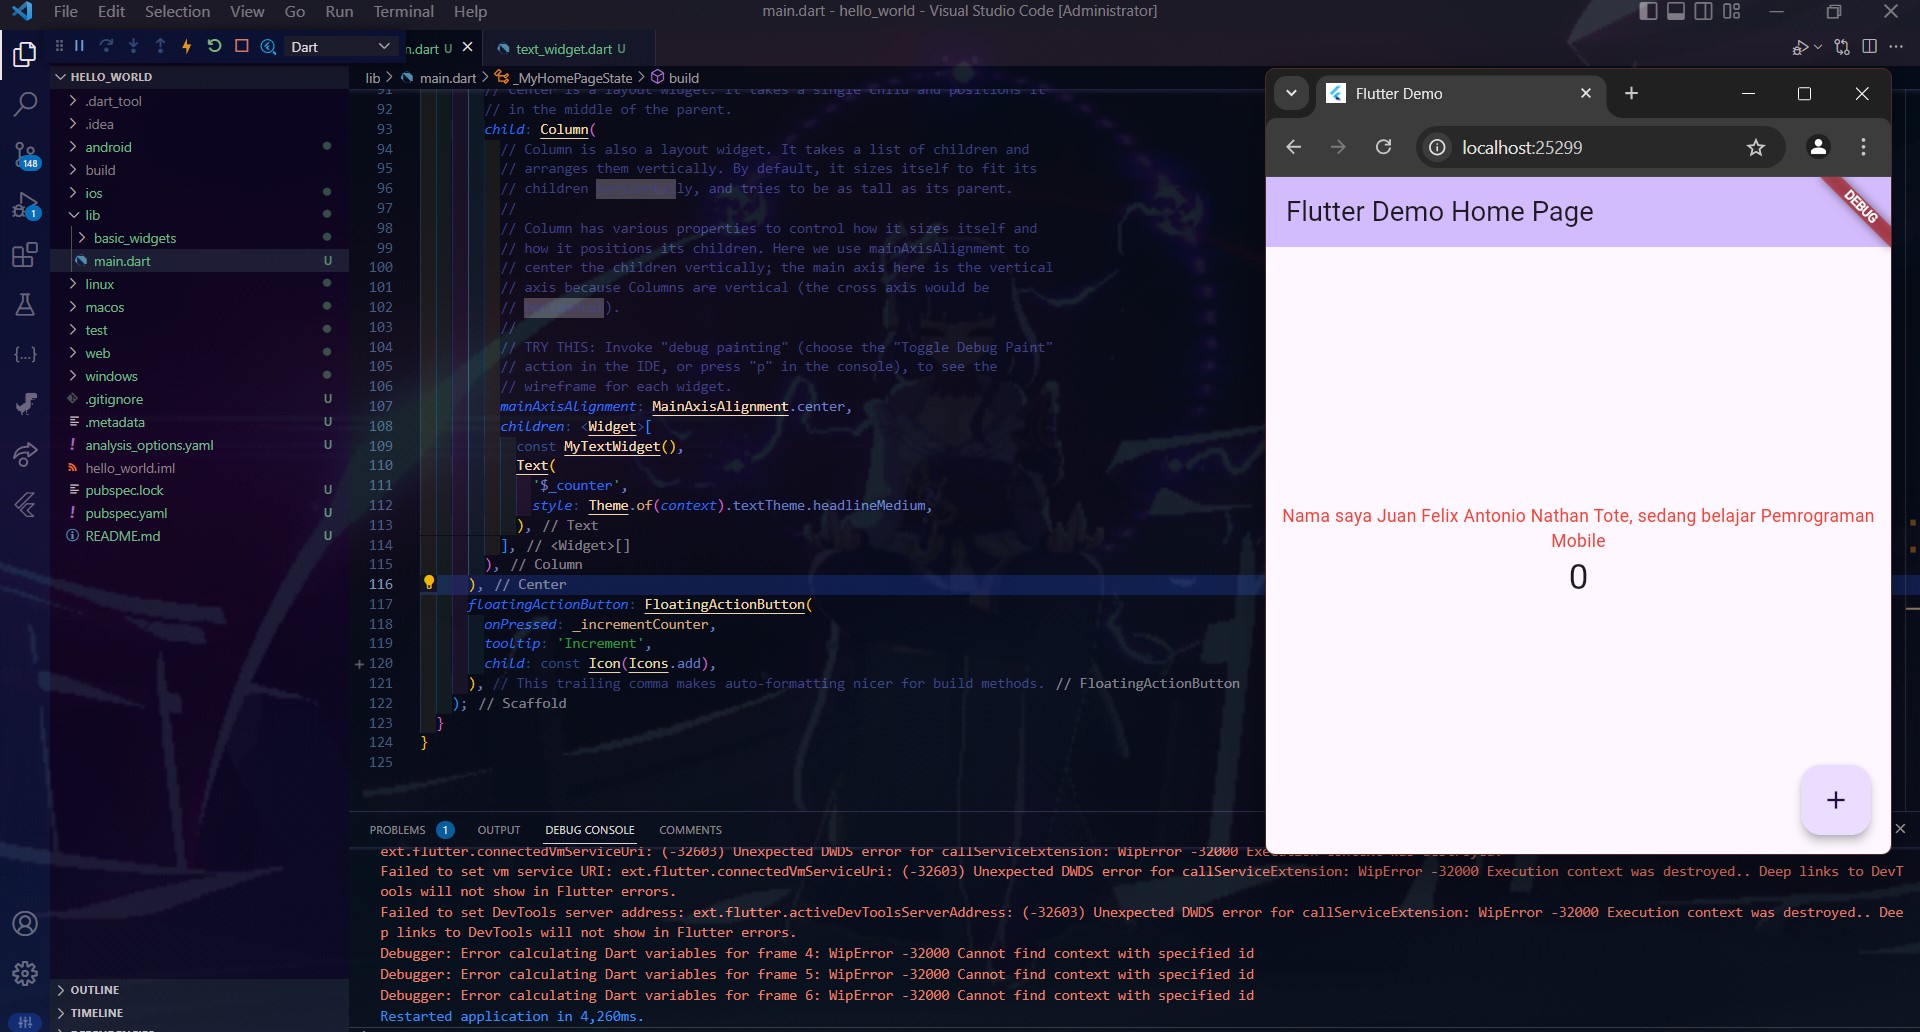 File Edit Selection View Go Run Terminal Help
main.dart - hello_world - Visual Studio Code [Administrator]
Dart
n.dart U
text_widget.dart U
HELLO_WORLD
.dart_tool
.idea
android
build
ios
lib
basic_widgets
main.dart U
linux
macos
test
web
windows
.gitignore U
.metadata U
analysis_options.yaml U
hello_world.iml
pubspec.lock U
pubspec.yaml U
README.md U
OUTLINE
TIMELINE
148
1
lib > main.dart > _MyHomePageState > build
91 // Center is a layout widget. It takes a single child and positions it
92 // in the middle of the parent.
93 child: Column(
94 // Column is also a layout widget. It takes a list of children and
95 // arranges them vertically. By default, it sizes itself to fit its
96 // children ly, and tries to be as tall as its parent.
97 //
98 // Column has various properties to control how it sizes itself and
99 // how it positions its children. Here we use mainAxisAlignment to
100 // center the children vertically; the main axis here is the vertical
101 // axis because Columns are vertical (the cross axis would be
102 // ).
103 //
104 // TRY THIS: Invoke "debug painting" (choose the "Toggle Debug Paint"
105 // action in the IDE, or press "p" in the console), to see the
106 // wireframe for each widget.
107 mainAxisAlignment: MainAxisAlignment.center,
108 children: <Widget>[
109 const MyTextWidget(),
110 Text(
111 '$_counter',
112 style: Theme.of(context).textTheme.headlineMedium,
113 ), // Text
114 ], // <Widget>[]
115 ), // Column
116 ), // Center
117 floatingActionButton: FloatingActionButton(
118 onPressed: _incrementCounter,
119 tooltip: 'Increment',
120 child: const Icon(Icons.add),
121 ), // This trailing comma makes auto-formatting nicer for build methods. // FloatingActionButton
122 ); // Scaffold
123 }
124 }
125
PROBLEMS 1 OUTPUT DEBUG CONSOLE COMMENTS
ext.flutter.connectedVmServiceUri: (-32603) Unexpected DWDS error for callServiceExtension: WipError -32000 Execution context was destroyed.
Failed to set vm service URI: ext.flutter.connectedVmServiceUri: (-32603) Unexpected DWDS error for callServiceExtension: WipError -32000 Execution context was destroyed.. Deep links to DevT
ools will not show in Flutter errors.
Failed to set DevTools server address: ext.flutter.activeDevToolsServerAddress: (-32603) Unexpected DWDS error for callServiceExtension: WipError -32000 Execution context was destroyed.. Dee
p links to DevTools will not show in Flutter errors.
Debugger: Error calculating Dart variables for frame 4: WipError -32000 Cannot find context with specified id
Debugger: Error calculating Dart variables for frame 5: WipError -32000 Cannot find context with specified id
Debugger: Error calculating Dart variables for frame 6: WipError -32000 Cannot find context with specified id
Restarted application in 4,260ms.
Flutter Demo
localhost:25299
Flutter Demo Home Page
DEBUG
Nama saya Juan Felix Antonio Nathan Tote, sedang belajar Pemrograman
Mobile
0